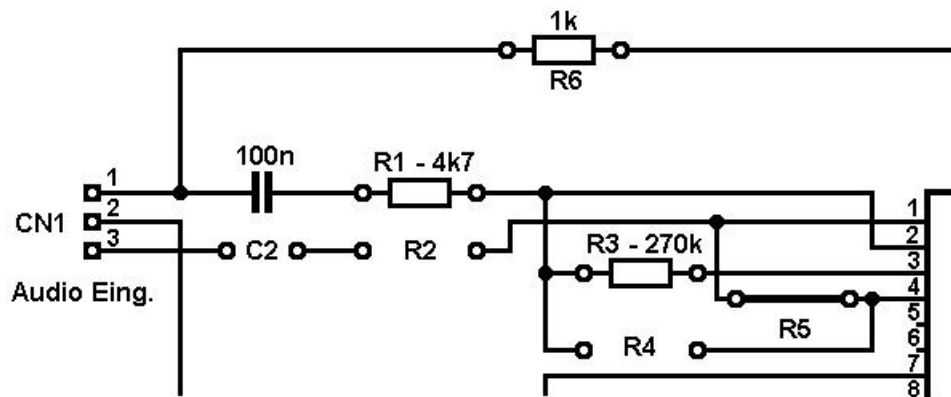 1k
R6
100n
R1 - 4k7
1
CN1
2
3
C2
R2
Audio Eing.
R3 - 270k
R5
R4
1
2
3
4
5
6
7
8